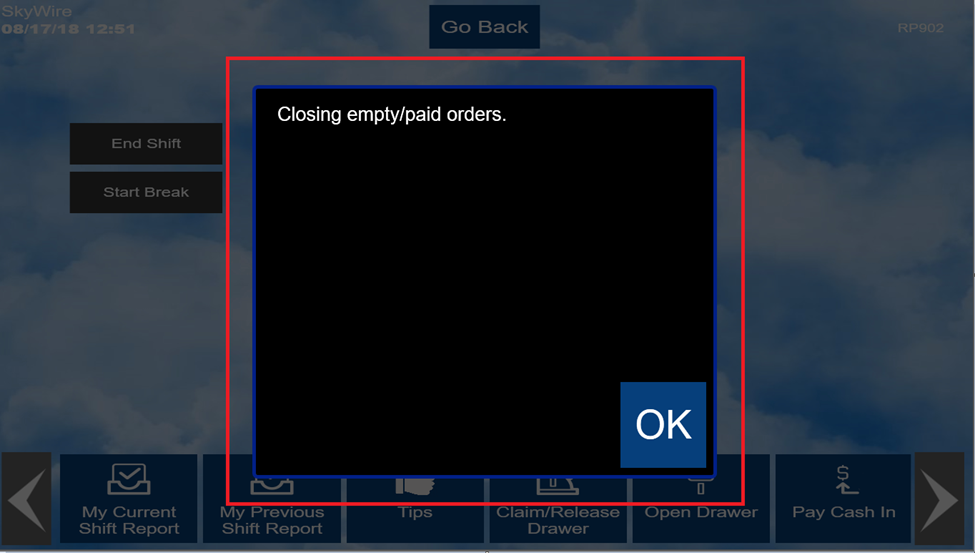 SkyWire
08/17/18 12:51
Go Back
RP902
Closing empty/paid orders.
End Shift
Start Break
OK
My Current
Shift Report
My Previous
Shift Report
Tips
Claim/Release
Drawer
Open Drawer
Pay Cash In